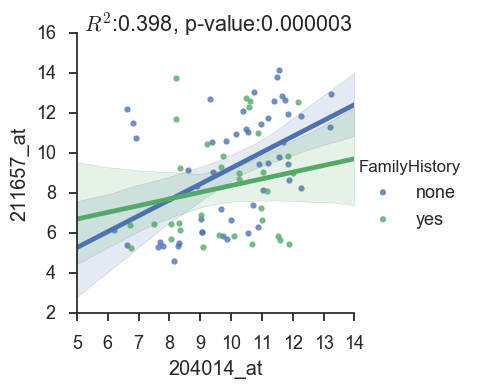 R²:0.398, p-value:0.000003
16
14
12
10
8
6
4
2
211657_at
5 6 7 8 9 10 11 12 13 14
204014_at
FamilyHistory
none
yes